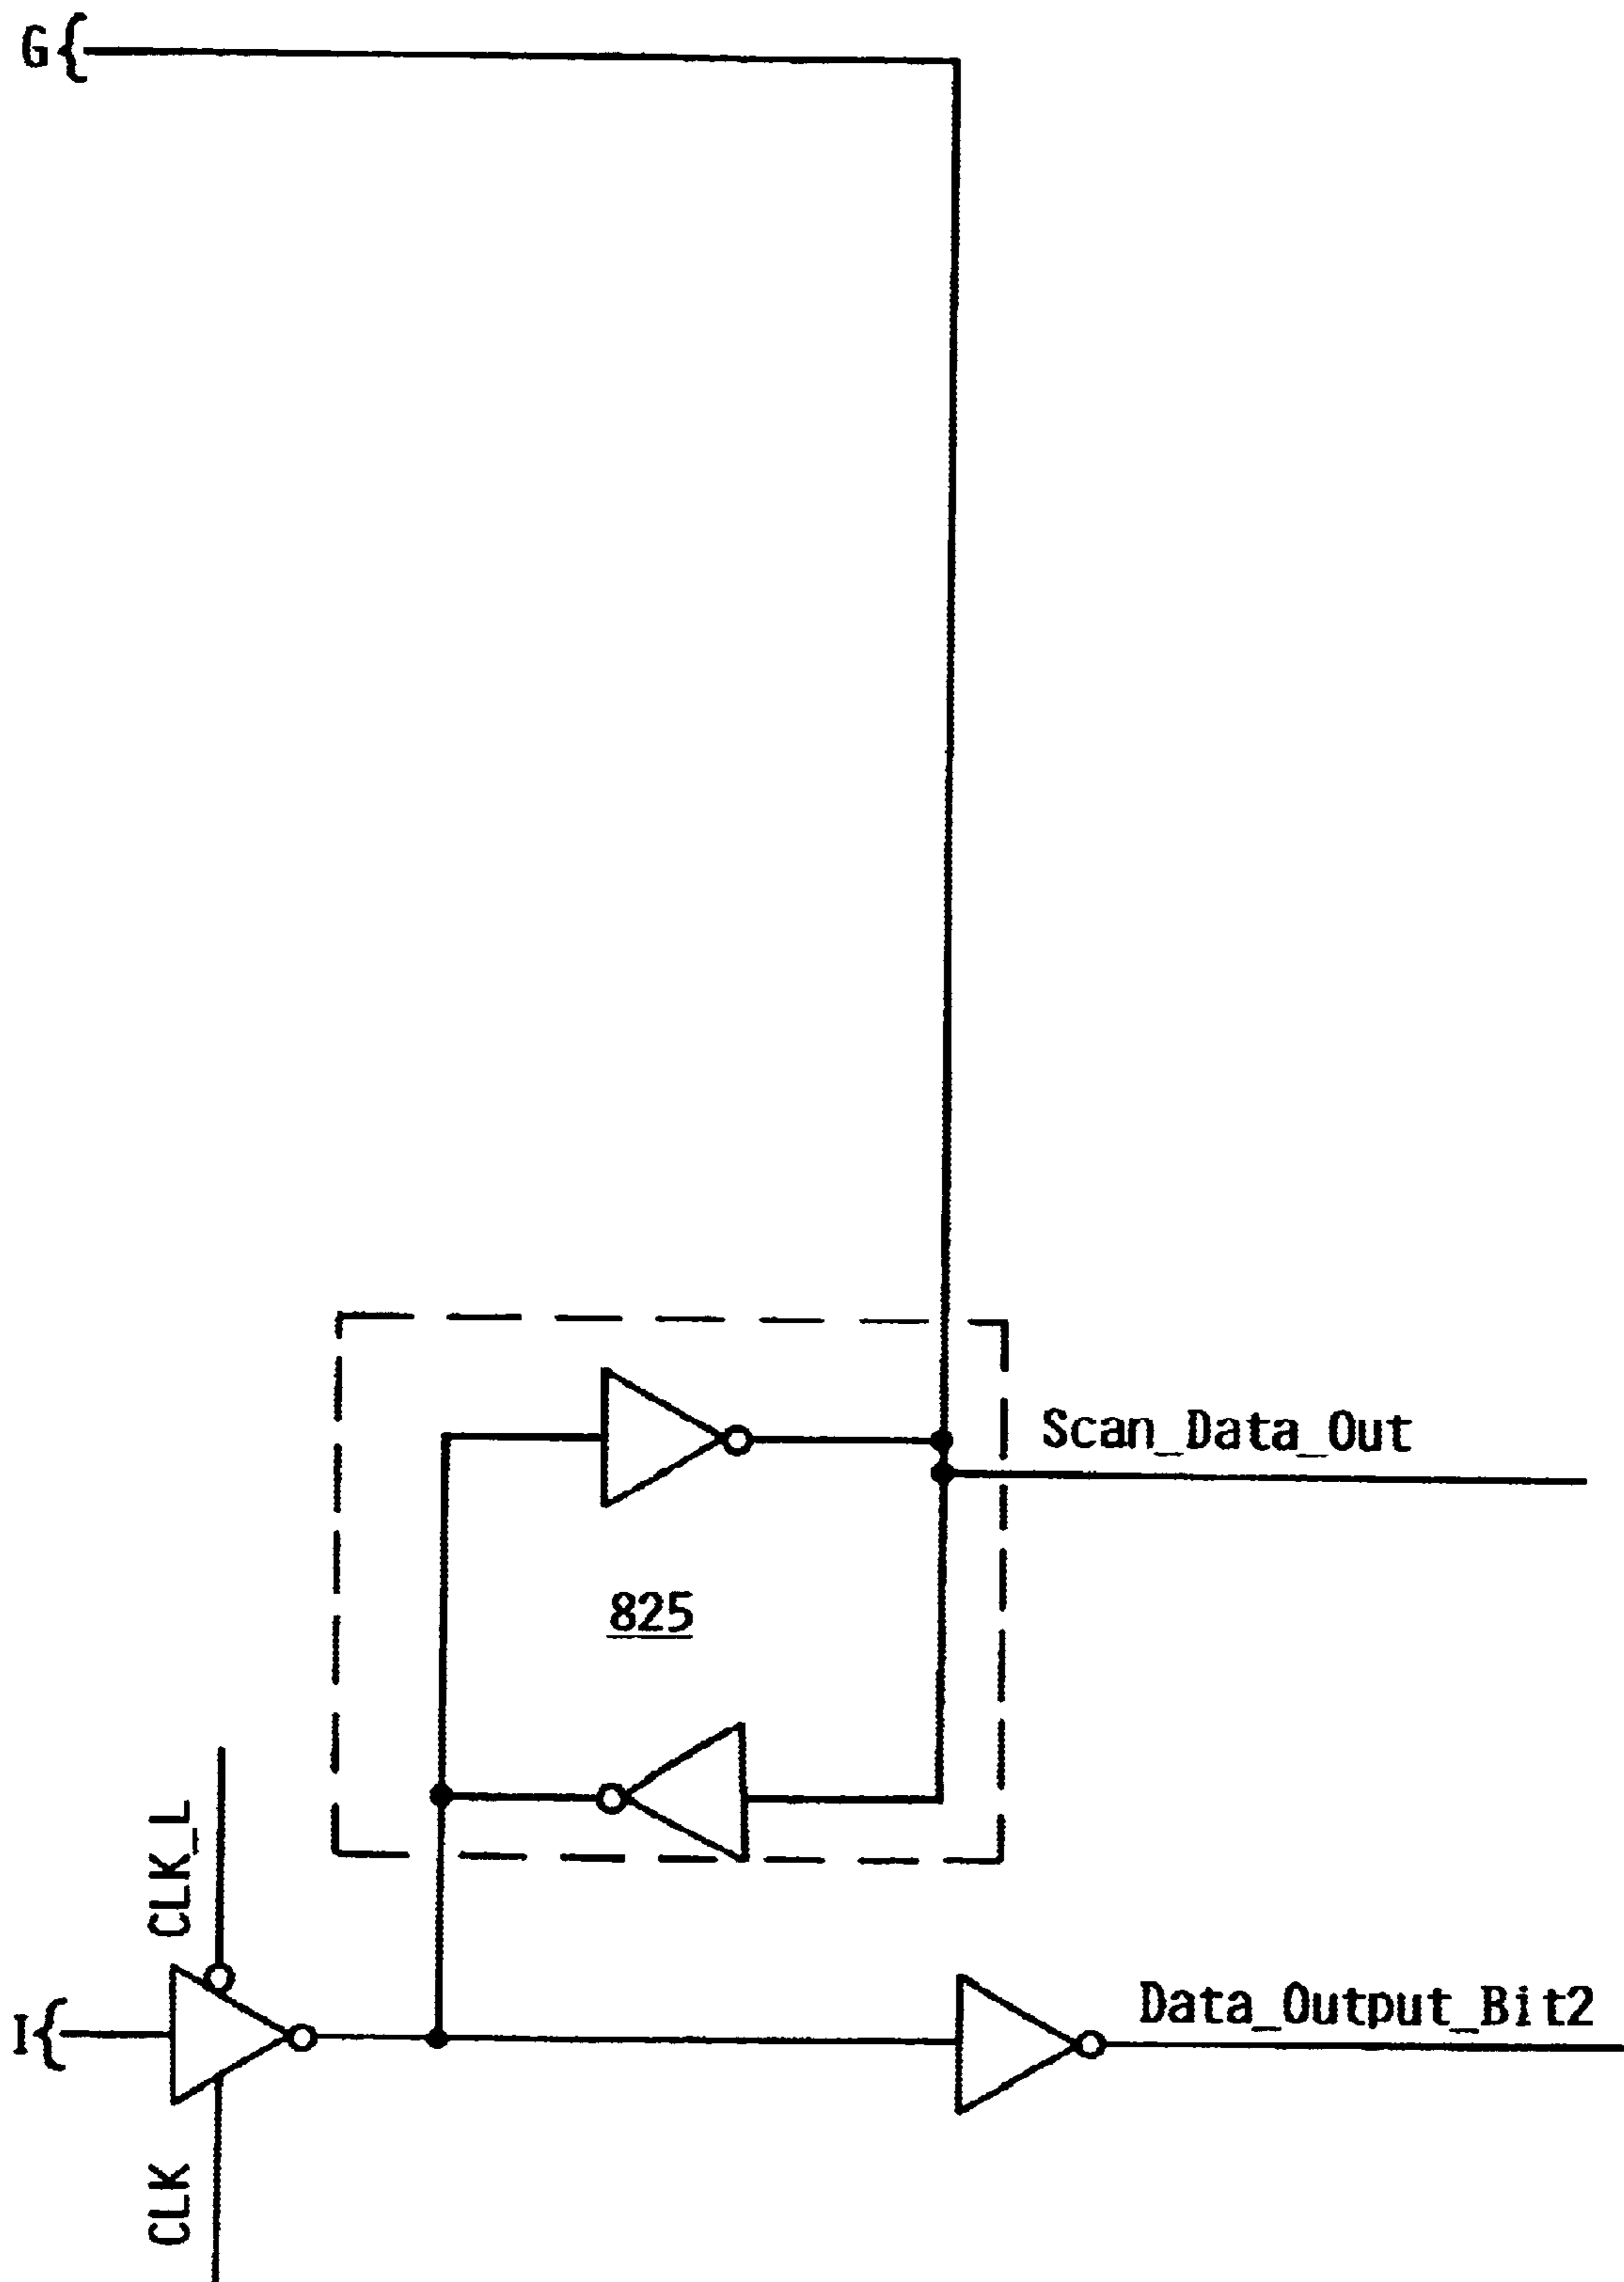 G
Scan_Data_Out
825
CLK_L
I
Data_Output_Bit2
CLK